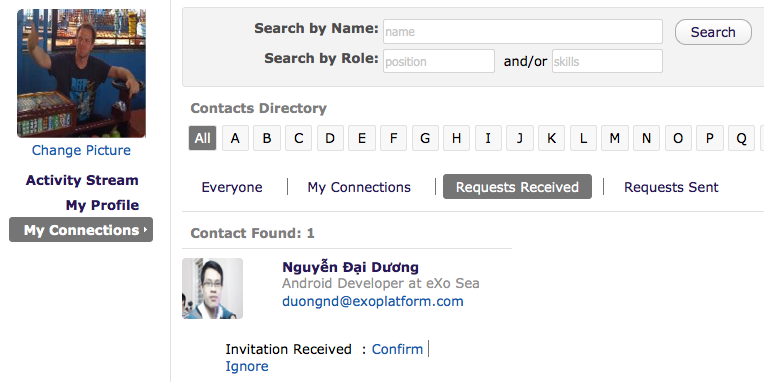 Change Picture
Activity Stream
My Profile
My Connections
Search by Name: name Search
Search by Role: position and/or skills
Contacts Directory
All A B C D E F G H I J K L M N O P Q
Everyone My Connections Requests Received Requests Sent
Contact Found: 1
Nguyễn Đại Dương
Android Developer at eXo Sea
duongnd@exoplatform.com
Invitation Received : Confirm |
Ignore